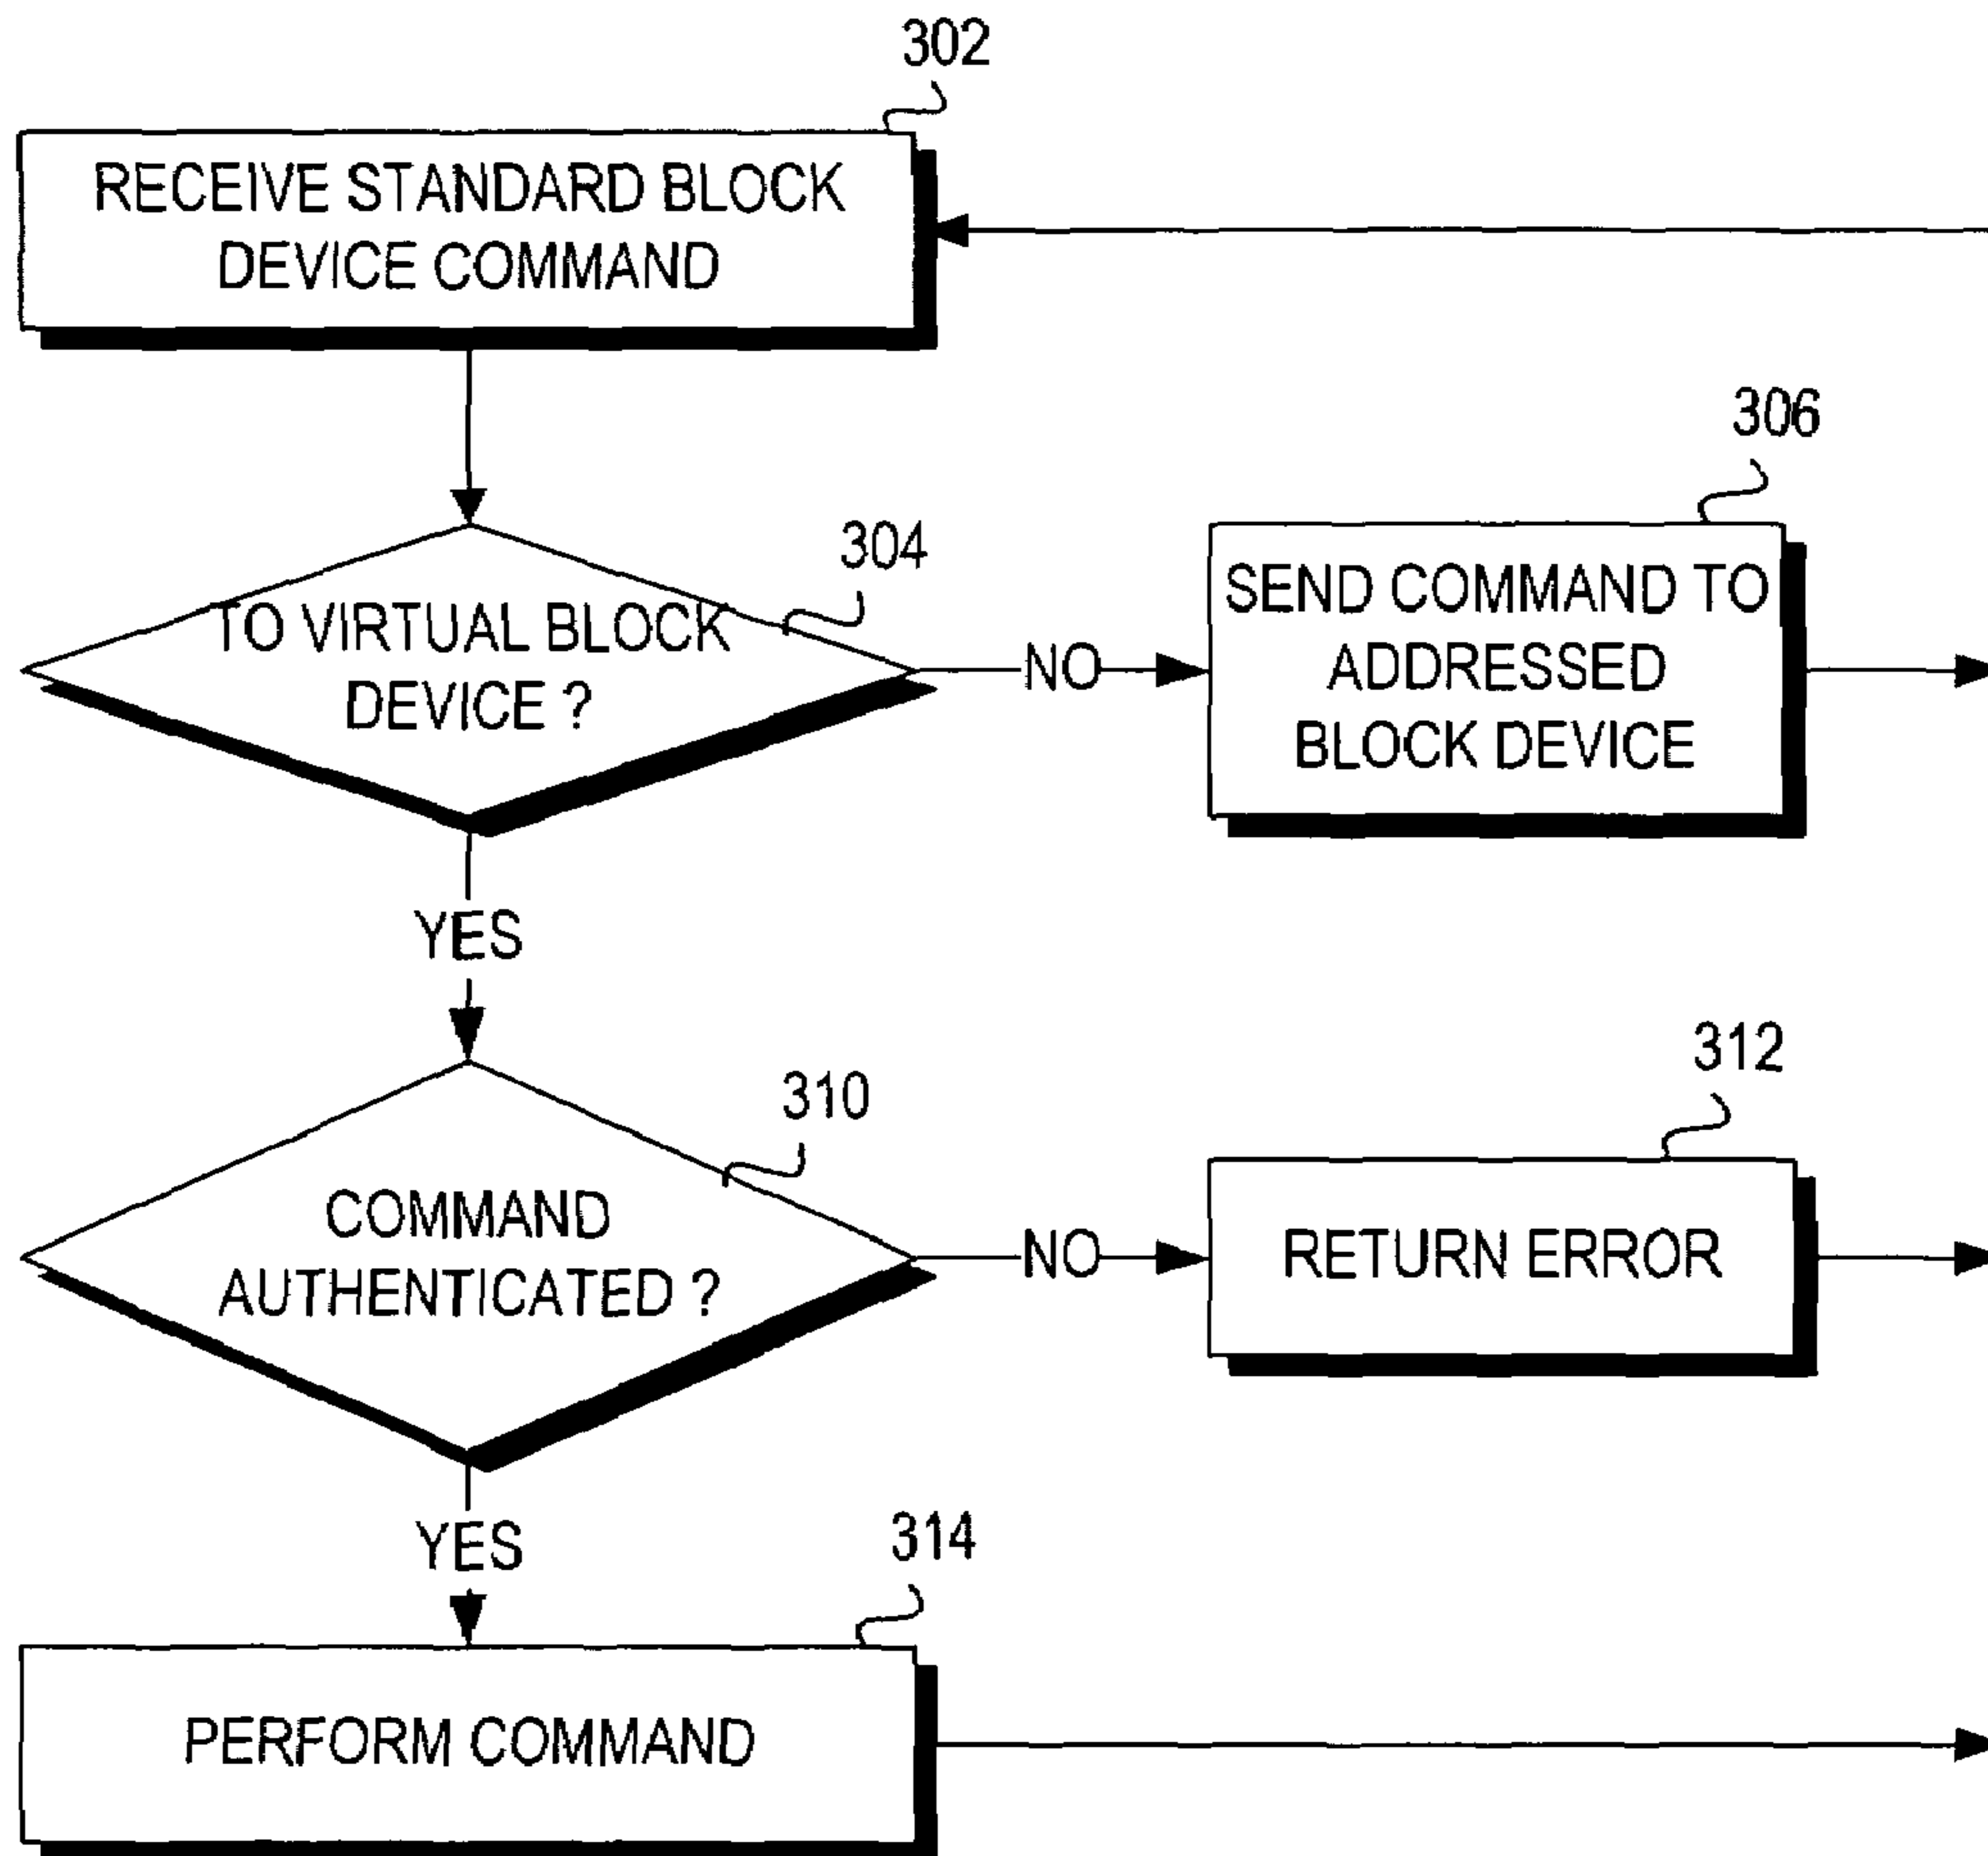 302
RECEIVE STANDARD BLOCK
DEVICE COMMAND
304
TO VIRTUAL BLOCK
DEVICE ?
NO
306
SEND COMMAND TO
ADDRESSED
BLOCK DEVICE
YES
310
COMMAND
AUTHENTICATED ?
NO
312
RETURN ERROR
YES
314
PERFORM COMMAND